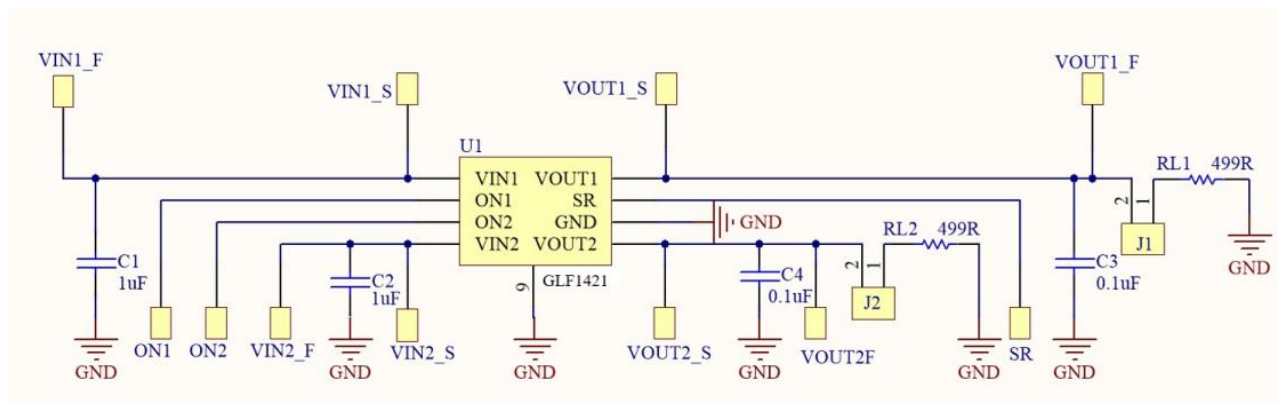 VIN1_F
VIN1_S
VOUT1_S
VOUT1_F
U1
VIN1 VOUT1
ON1 SR
ON2 GND
VIN2 VOUT2
9
GLF1421
GND
RL1 499R
2 1
J1
GND
RL2 499R
2 1
J2
C1
1uF
C2
1uF
C4
0.1uF
C3
0.1uF
GND
ON1
ON2
VIN2_F
GND
VIN2_S
GND
VOUT2_S
GND
VOUT2F
GND
SR
GND